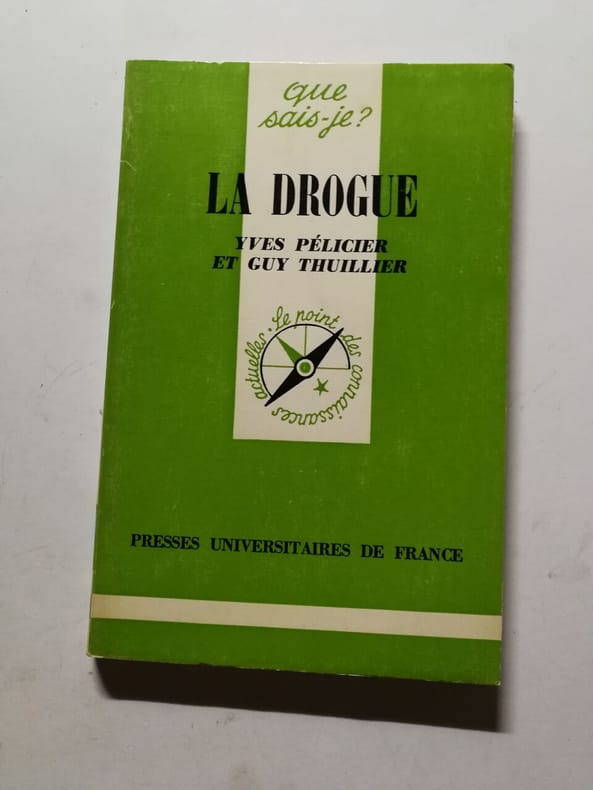 que
sais-je?
LA DROGUE
YVES PÉLICIER
ET GUY THUILLIER
Le point des connaissances actuelles.
PRESSES UNIVERSITAIRES DE FRANCE